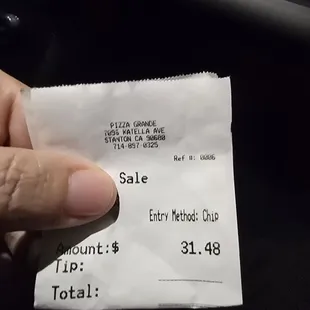 PIZZA GRANDE
7095 KATELLA AVE
STANTON CA 90680
714-857-0325
Ref #: 0006
Sale
Entry Method: Chip
Amount:$ 31.48
Tip:
Total: